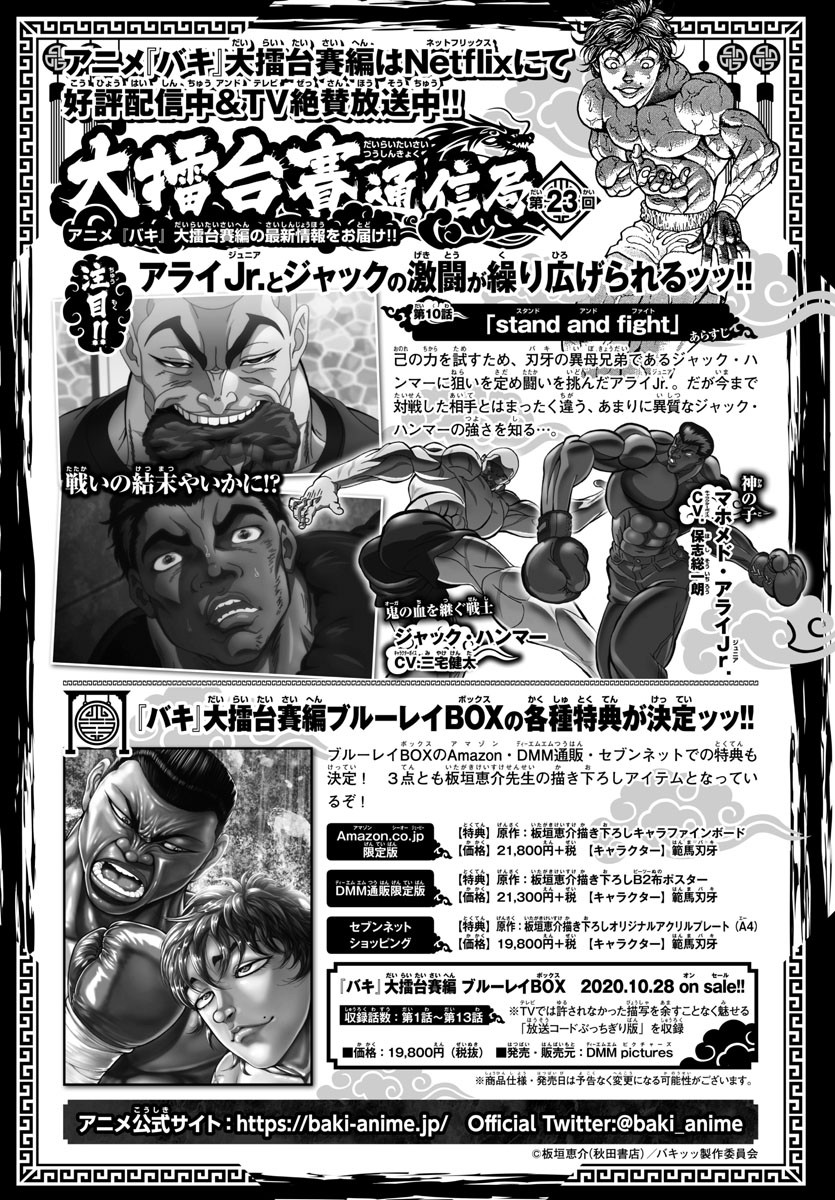 アニメ『バキ』大擂台賽編はNetflixにて
好評配信中&TV絶賛放送中!!
大擂台賽通信局 第23回
アニメ『バキ』大擂台賽編の最新情報をお届け!!
注目!!
アライJr.とジャックの激闘が繰り広げられるッッ!!
第10話 「stand and fight」 あらすじ
己の力を試すため、刃牙の異母兄弟であるジャック・ハ
ンマーに狙いを定め闘いを挑んだアライJr.。だが今まで
対戦した相手とはまったく違う、あまりに異質なジャック・
ハンマーの強さを知る…。
戦いの結末やいかに!?
神の子
マホメド・アライJr.
CV.保志総一朗
鬼の血を継ぐ戦士
ジャック・ハンマー
CV:三宅健太
『バキ』大擂台賽編ブルーレイBOXの各種特典が決定ッッ!!
ブルーレイBOXのAmazon・DMM通販・セブンネットでの特典も
決定! 3点とも板垣恵介先生の描き下ろしアイテムとなってい
るぞ!
Amazon.co.jp
限定版
【特典】原作:板垣恵介描き下ろしキャラファインボード
【価格】21,800円+税 【キャラクター】範馬刃牙
DMM通販限定版
【特典】原作:板垣恵介描き下ろしB2布ポスター
【価格】21,300円+税 【キャラクター】範馬刃牙
セブンネット
ショッピング
【特典】原作:板垣恵介描き下ろしオリジナルアクリルプレート(A4)
【価格】19,800円+税 【キャラクター】範馬刃牙
『バキ』大擂台賽編 ブルーレイBOX 2020.10.28 on sale!!
収録話数:第1話〜第13話
※TVでは許されなかった描写を余すことなく魅せる
「放送コードぶっちぎり版」を収録
■価格:19,800円(税抜) ■発売・販売元:DMM pictures
※商品仕様・発売日は予告なく変更になる可能性がございます。
アニメ公式サイト:https://baki-anime.jp/ Official Twitter:@baki_anime
©板垣恵介(秋田書店)/バキッッ製作委員会